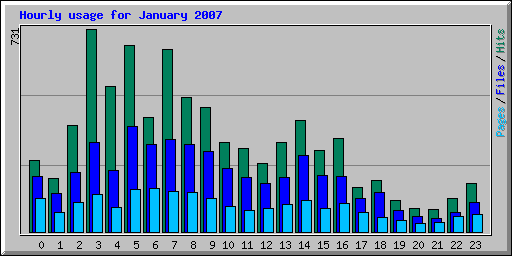 Hourly usage for January 2007
731
Pages / Files / Hits
0 1 2 3 4 5 6 7 8 9 10 11 12 13 14 15 16 17 18 19 20 21 22 23